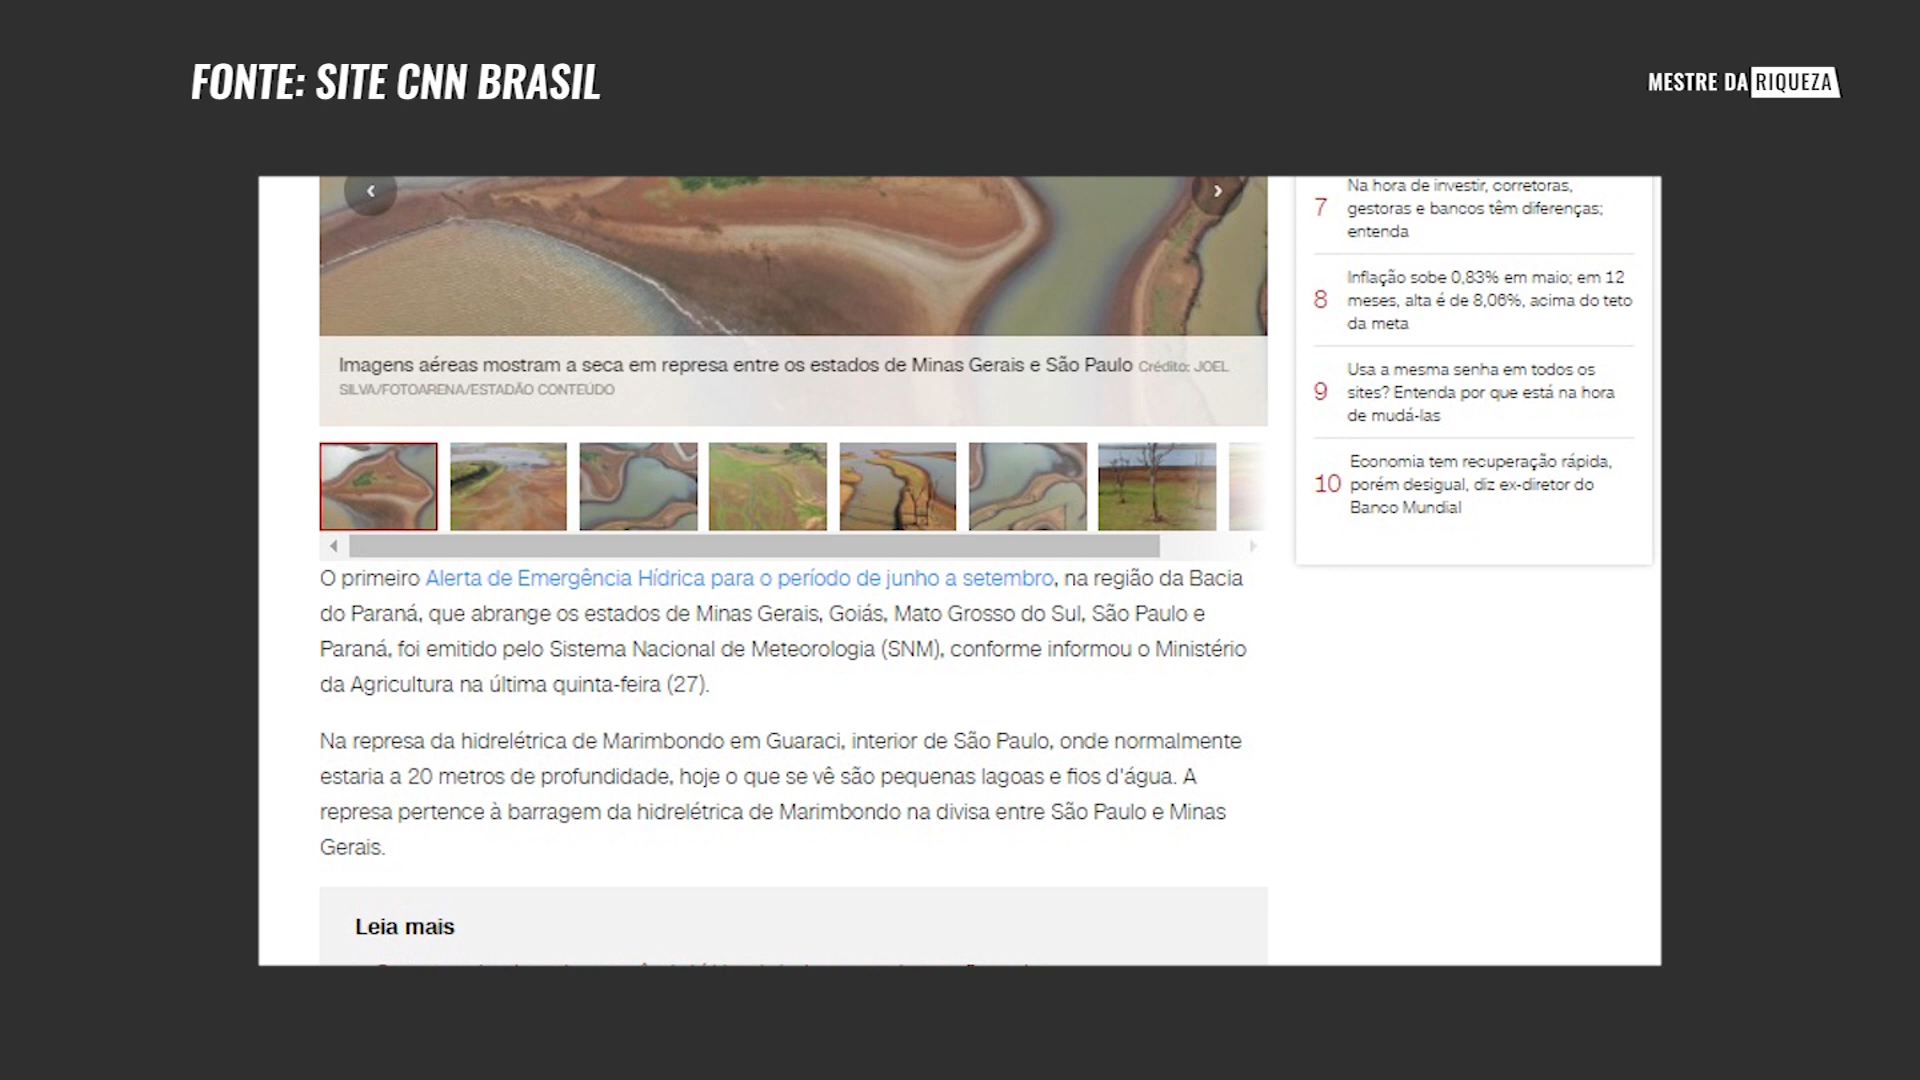 FONTE: SITE CNN BRASIL
MESTRE DA RIQUEZA
Imagens aéreas mostram a seca em represa entre os estados de Minas Gerais e São Paulo Crédito: JOEL
SILVA/FOTOARENA/ESTADÃO CONTEÚDO
O primeiro Alerta de Emergência Hídrica para o período de junho a setembro, na região da Bacia
do Paraná, que abrange os estados de Minas Gerais, Goiás, Mato Grosso do Sul, São Paulo e
Paraná, foi emitido pelo Sistema Nacional de Meteorologia (SNM), conforme informou o Ministério
da Agricultura na última quinta-feira (27).
Na represa da hidrelétrica de Marimbondo em Guaraci, interior de São Paulo, onde normalmente
estaria a 20 metros de profundidade, hoje o que se vê são pequenas lagoas e fios d'água. A
represa pertence à barragem da hidrelétrica de Marimbondo na divisa entre São Paulo e Minas
Gerais.
Leia mais
7
Na hora de investir, corretoras,
gestoras e bancos têm diferenças;
entenda
8
Inflação sobe 0,83% em maio; em 12
meses, alta é de 8,06%, acima do teto
da meta
9
Usa a mesma senha em todos os
sites? Entenda por que está na hora
de mudá-las
10
Economia tem recuperação rápida,
porém desigual, diz ex-diretor do
Banco Mundial